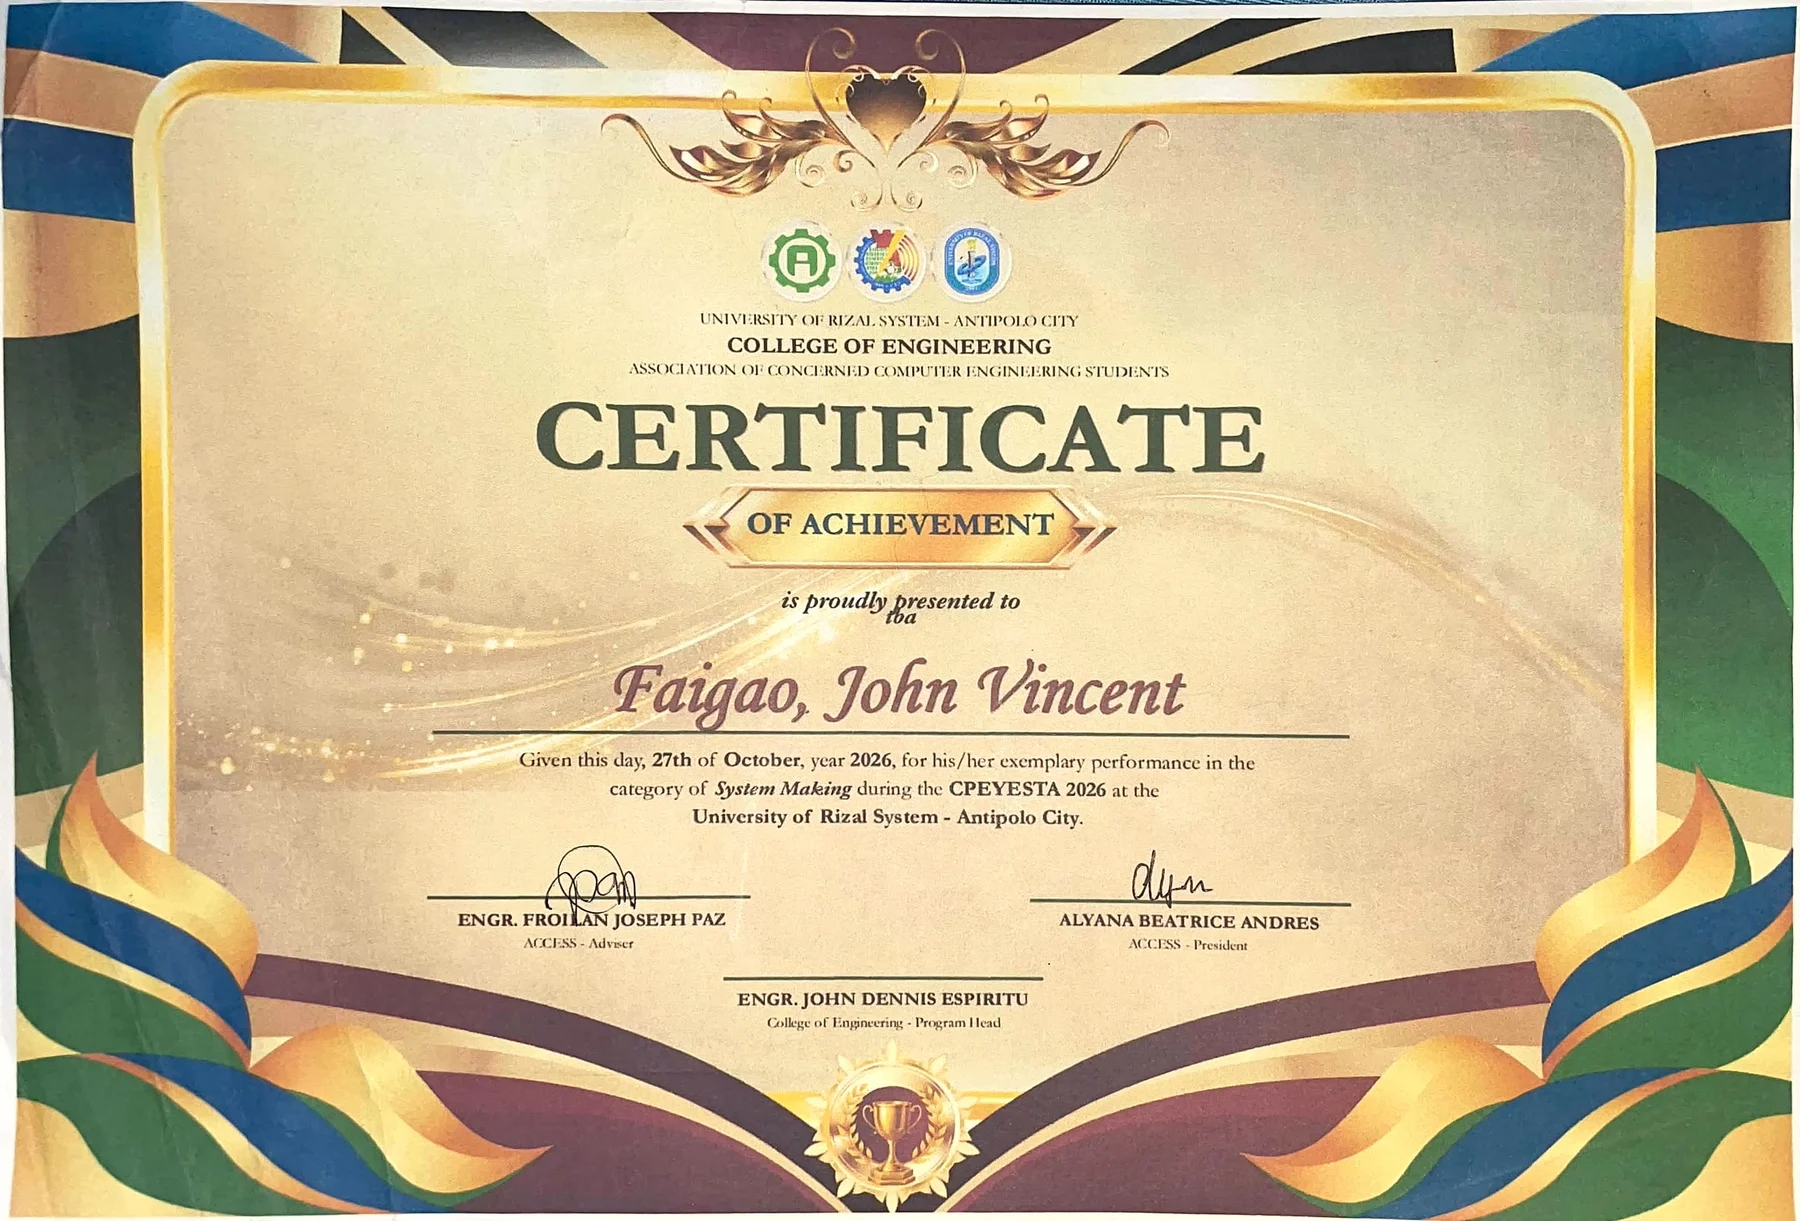 UNIVERSITY OF RIZAL SYSTEM - ANTIPOLO CITY
COLLEGE OF ENGINEERING
ASSOCIATION OF CONCERNED COMPUTER ENGINEERING STUDENTS
CERTIFICATE
OF ACHIEVEMENT
is proudly presented to
tba
Faigao, John Vincent
Given this day, 27th of October, year 2026, for his/her exemplary performance in the
category of System Making during the CPEYESTA 2026 at the
University of Rizal System - Antipolo City.
ENGR. FROILAN JOSEPH PAZ
ACCESS - Adviser
ALYANA BEATRICE ANDRES
ACCESS - President
ENGR. JOHN DENNIS ESPIRITU
College of Engineering - Program Head